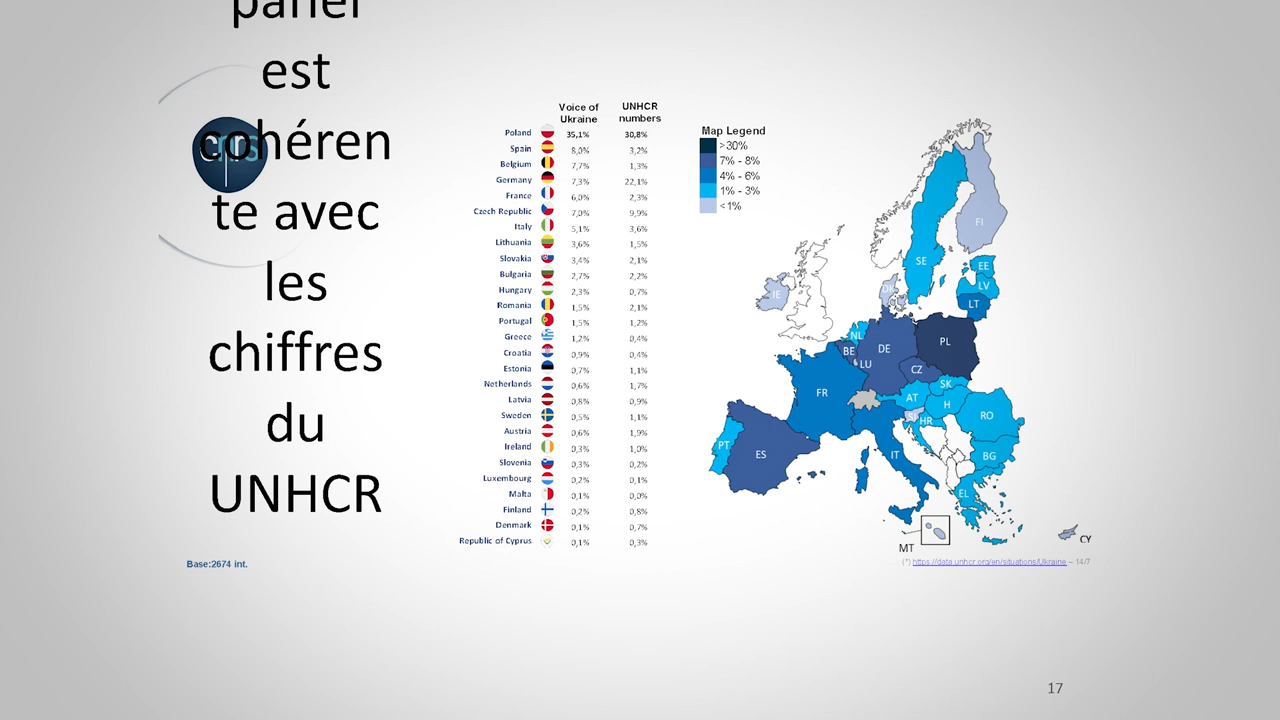 panel
est
cohéren
te avec
les
chiffres
du
UNHCR
cnrs
Voice of Ukraine UNHCR numbers
Poland 35,1% 30,8%
Spain 8,0% 3,2%
Belgium 7,7% 1,3%
Germany 7,3% 22,1%
France 6,0% 2,3%
Czech Republic 7,0% 9,9%
Italy 5,1% 3,6%
Lithuania 3,6% 1,5%
Slovakia 3,4% 2,1%
Bulgaria 2,7% 2,2%
Hungary 2,3% 0,7%
Romania 1,5% 2,1%
Portugal 1,5% 1,2%
Greece 1,2% 0,4%
Croatia 0,9% 0,4%
Estonia 0,7% 1,1%
Netherlands 0,6% 1,7%
Latvia 0,8% 0,9%
Sweden 0,5% 1,1%
Austria 0,6% 1,9%
Ireland 0,3% 1,0%
Slovenia 0,3% 0,2%
Luxembourg 0,2% 0,1%
Malta 0,1% 0,0%
Finland 0,2% 0,8%
Denmark 0,1% 0,7%
Republic of Cyprus 0,1% 0,3%
Map Legend
>30%
7% - 8%
4% - 6%
1% - 3%
<1%
FI
SE
EE
LV
LT
DK
IE
NL
BE
DE
PL
LU
CZ
SK
FR
AT
H
RO
HR
PT
ES
IT
BG
EL
MT
CY
Base:2674 int.
(*) https://data.unhcr.org/en/situations/Ukraine – 14/7
17